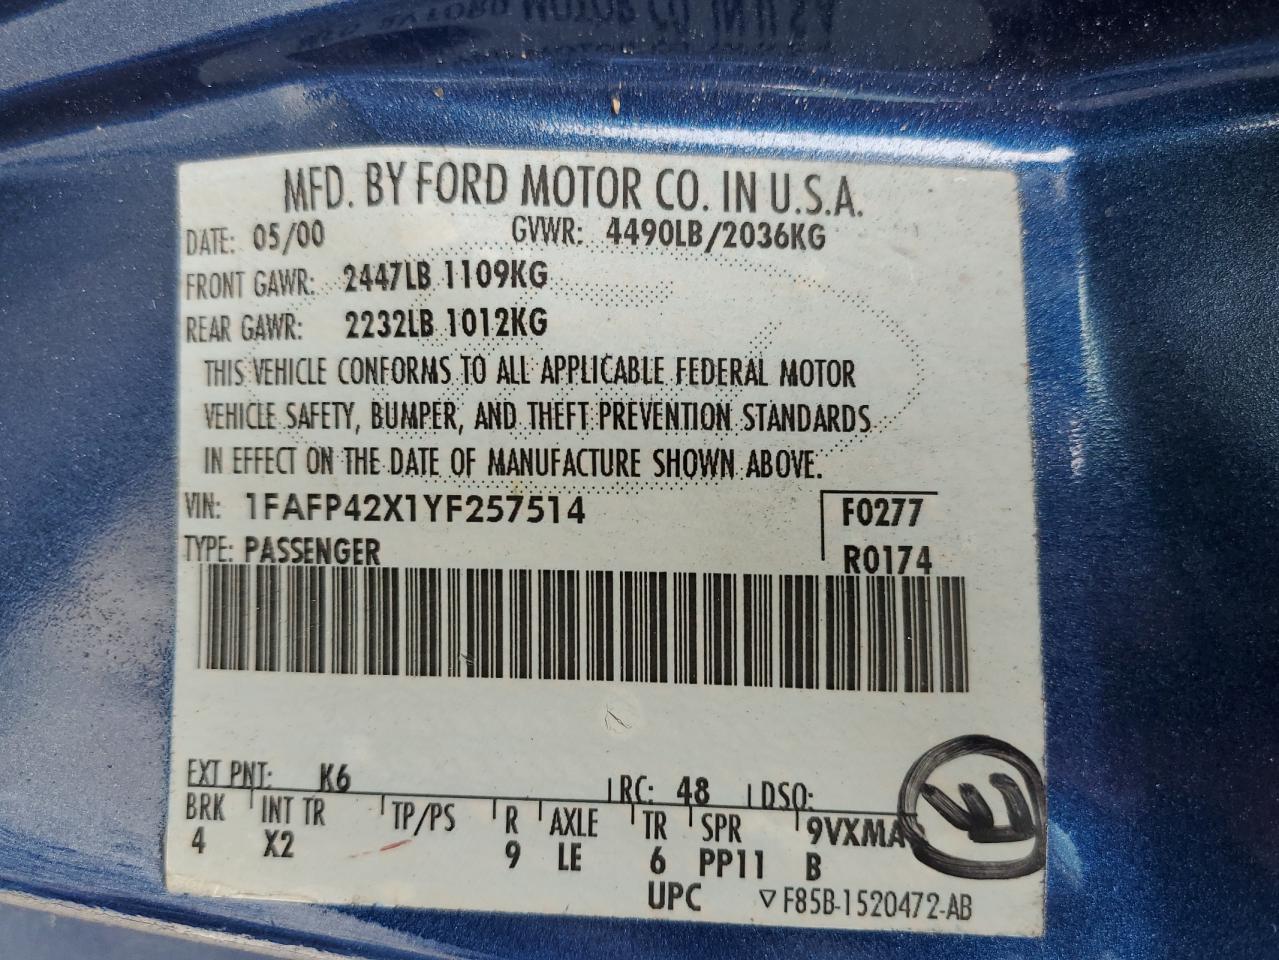 MFD. BY FORD MOTOR CO. IN U.S.A.
DATE: 05/00 GVWR: 4490LB/2036KG
FRONT GAWR: 2447LB 1109KG
REAR GAWR: 2232LB 1012KG
THIS VEHICLE CONFORMS TO ALL APPLICABLE FEDERAL MOTOR
VEHICLE SAFETY, BUMPER, AND THEFT PREVENTION STANDARDS
IN EFFECT ON THE DATE OF MANUFACTURE SHOWN ABOVE.
VIN: 1FAFP42X1YF257514 F0277
TYPE: PASSENGER R0174
EXT PNT: K6 RC: 48 DSO:
BRK INT TR TP/PS R AXLE TR SPR 9VXMA
4 X2 9 LE 6 PP11 B
UPC ▽F85B-1520472-AB